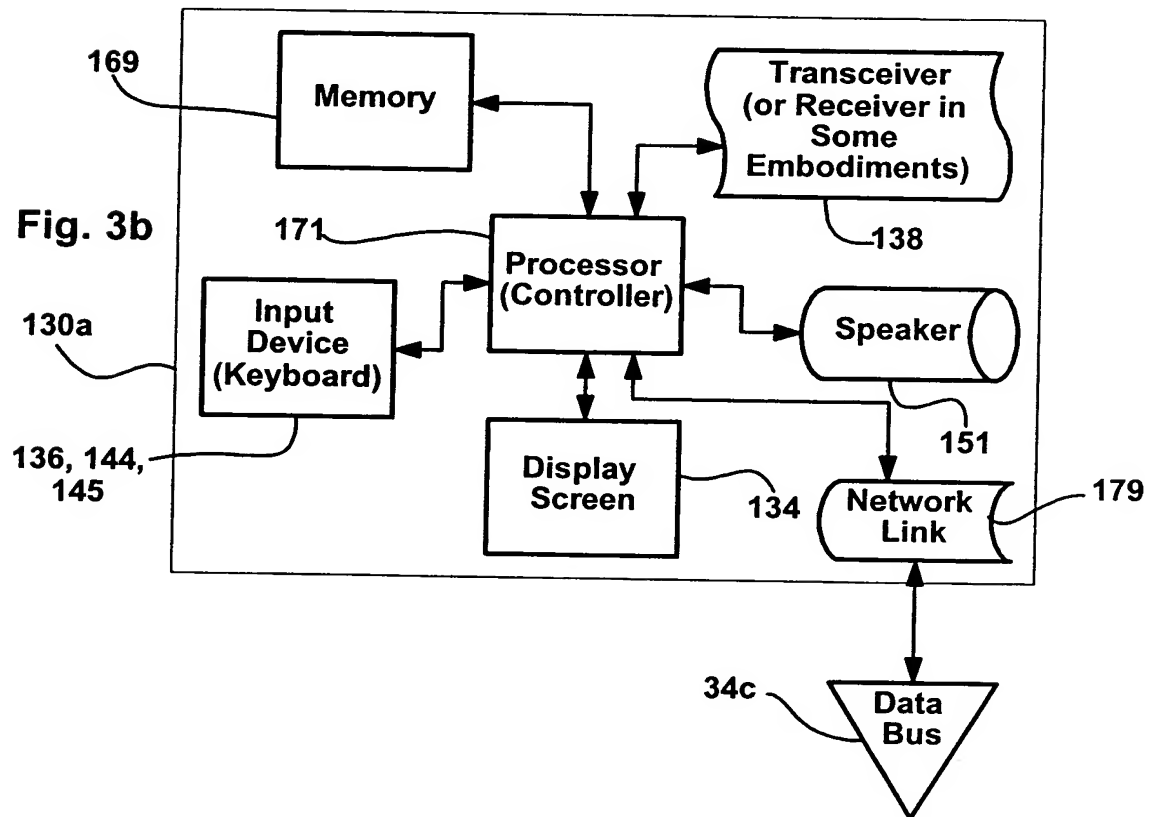 169
Memory
Transceiver
(or Receiver in
Some
Embodiments)
138
Fig. 3b
171
Processor
(Controller)
130a
Input
Device
(Keyboard)
136, 144,
145
Speaker
151
Display
Screen
134
Network
Link
179
34c
Data
Bus